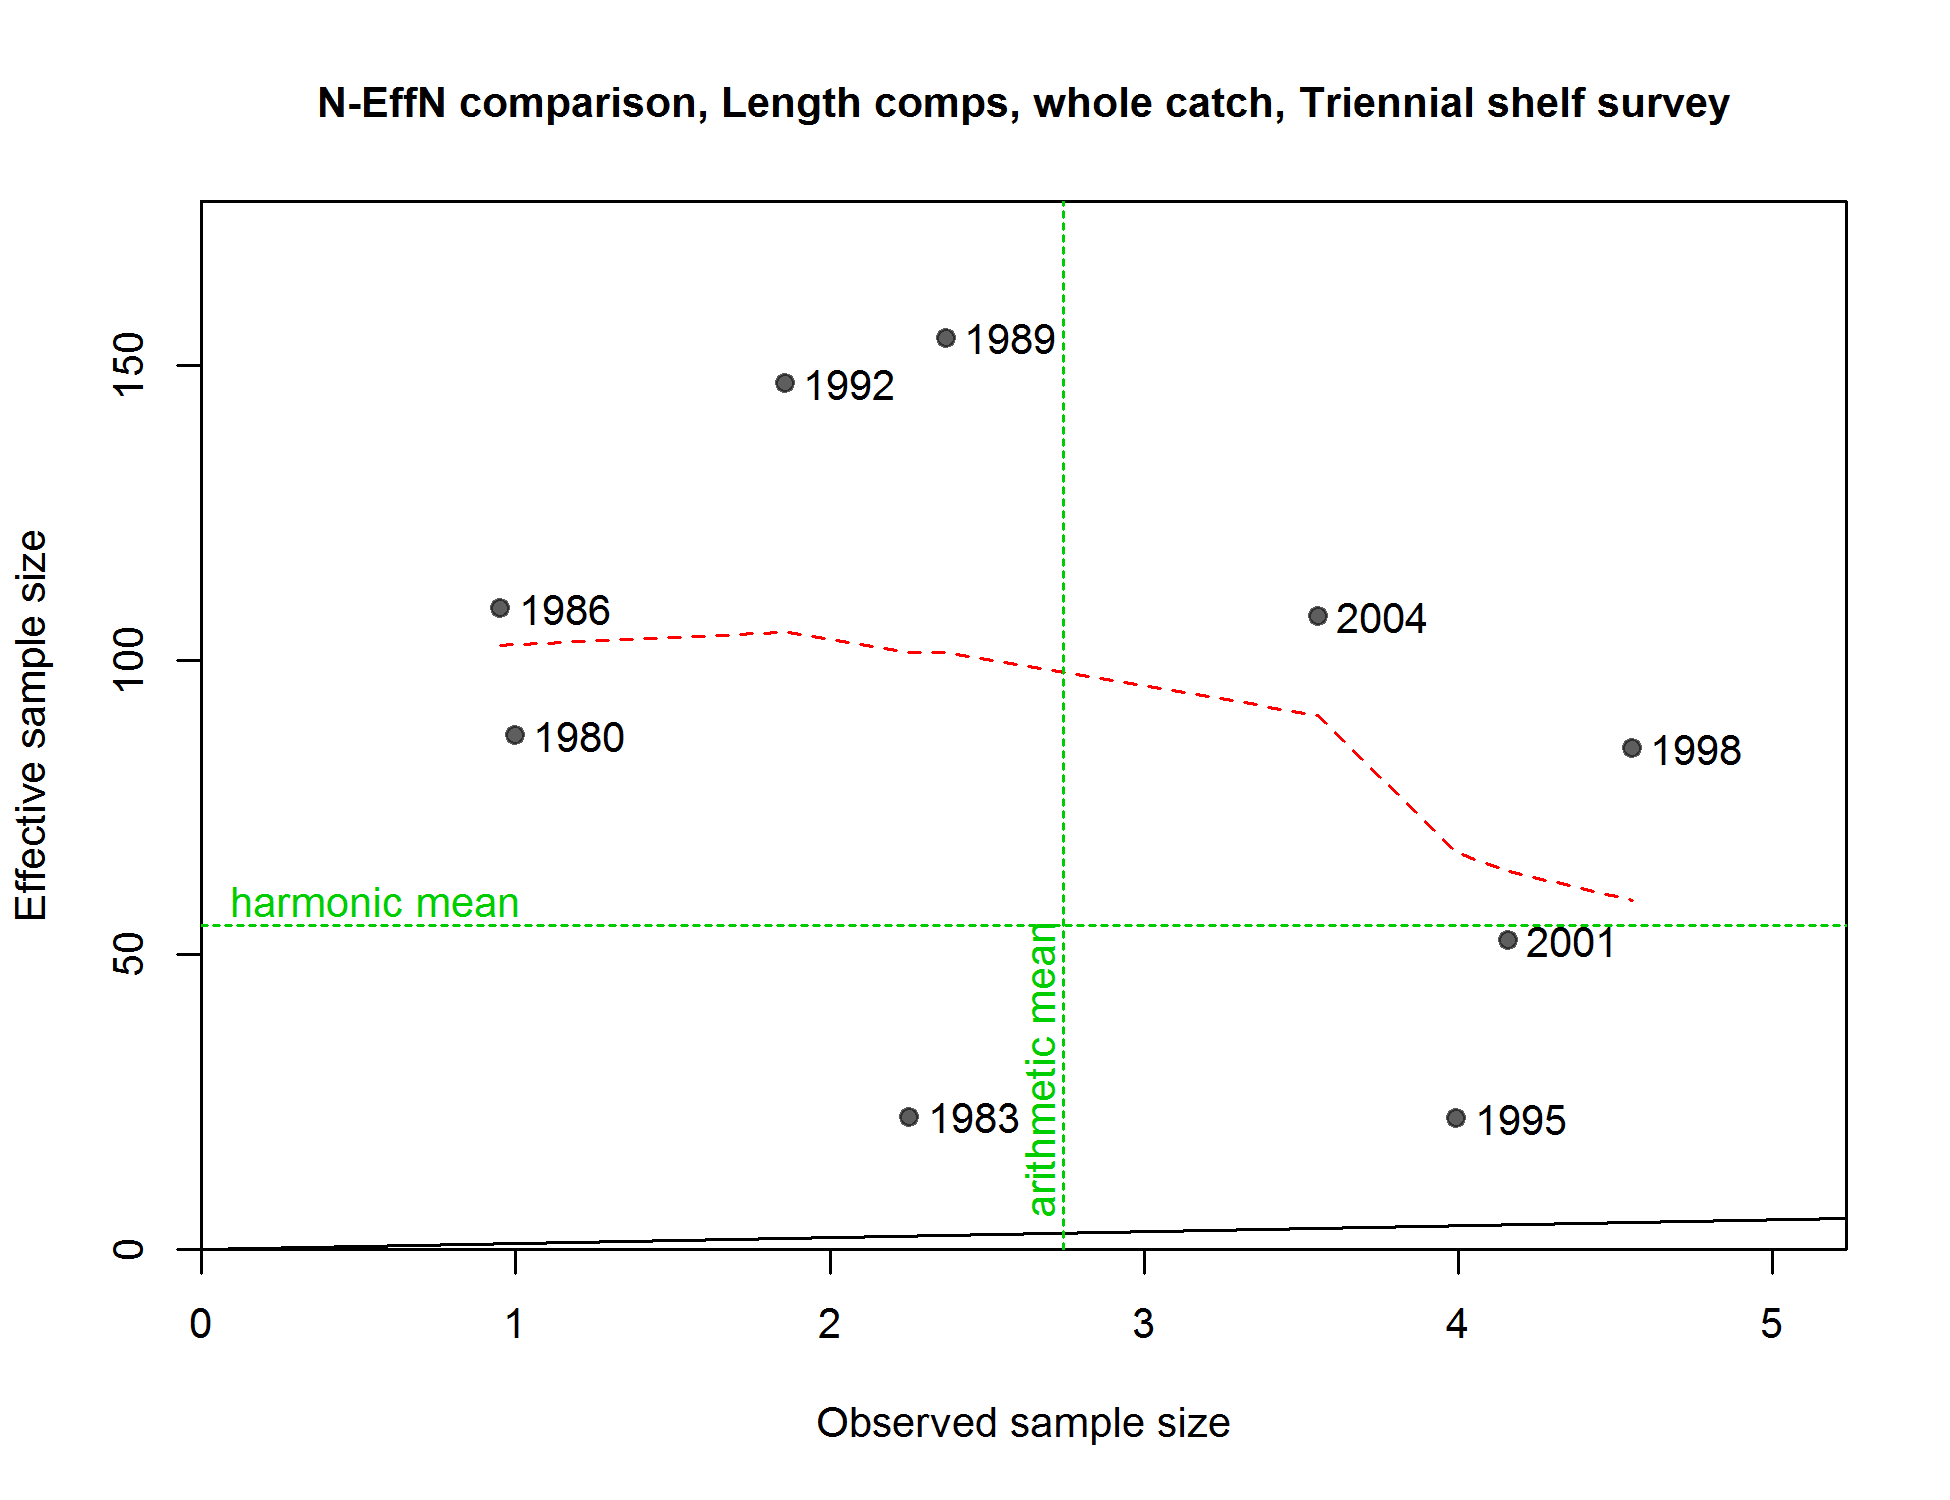 N-EffN comparison, Length comps, whole catch, Triennial shelf survey
Effective sample size
150
100
50
0
1989
1992
1986
2004
1980
1998
harmonic mean
2001
arithmetic mean
1983
1995
0 1 2 3 4 5
Observed sample size